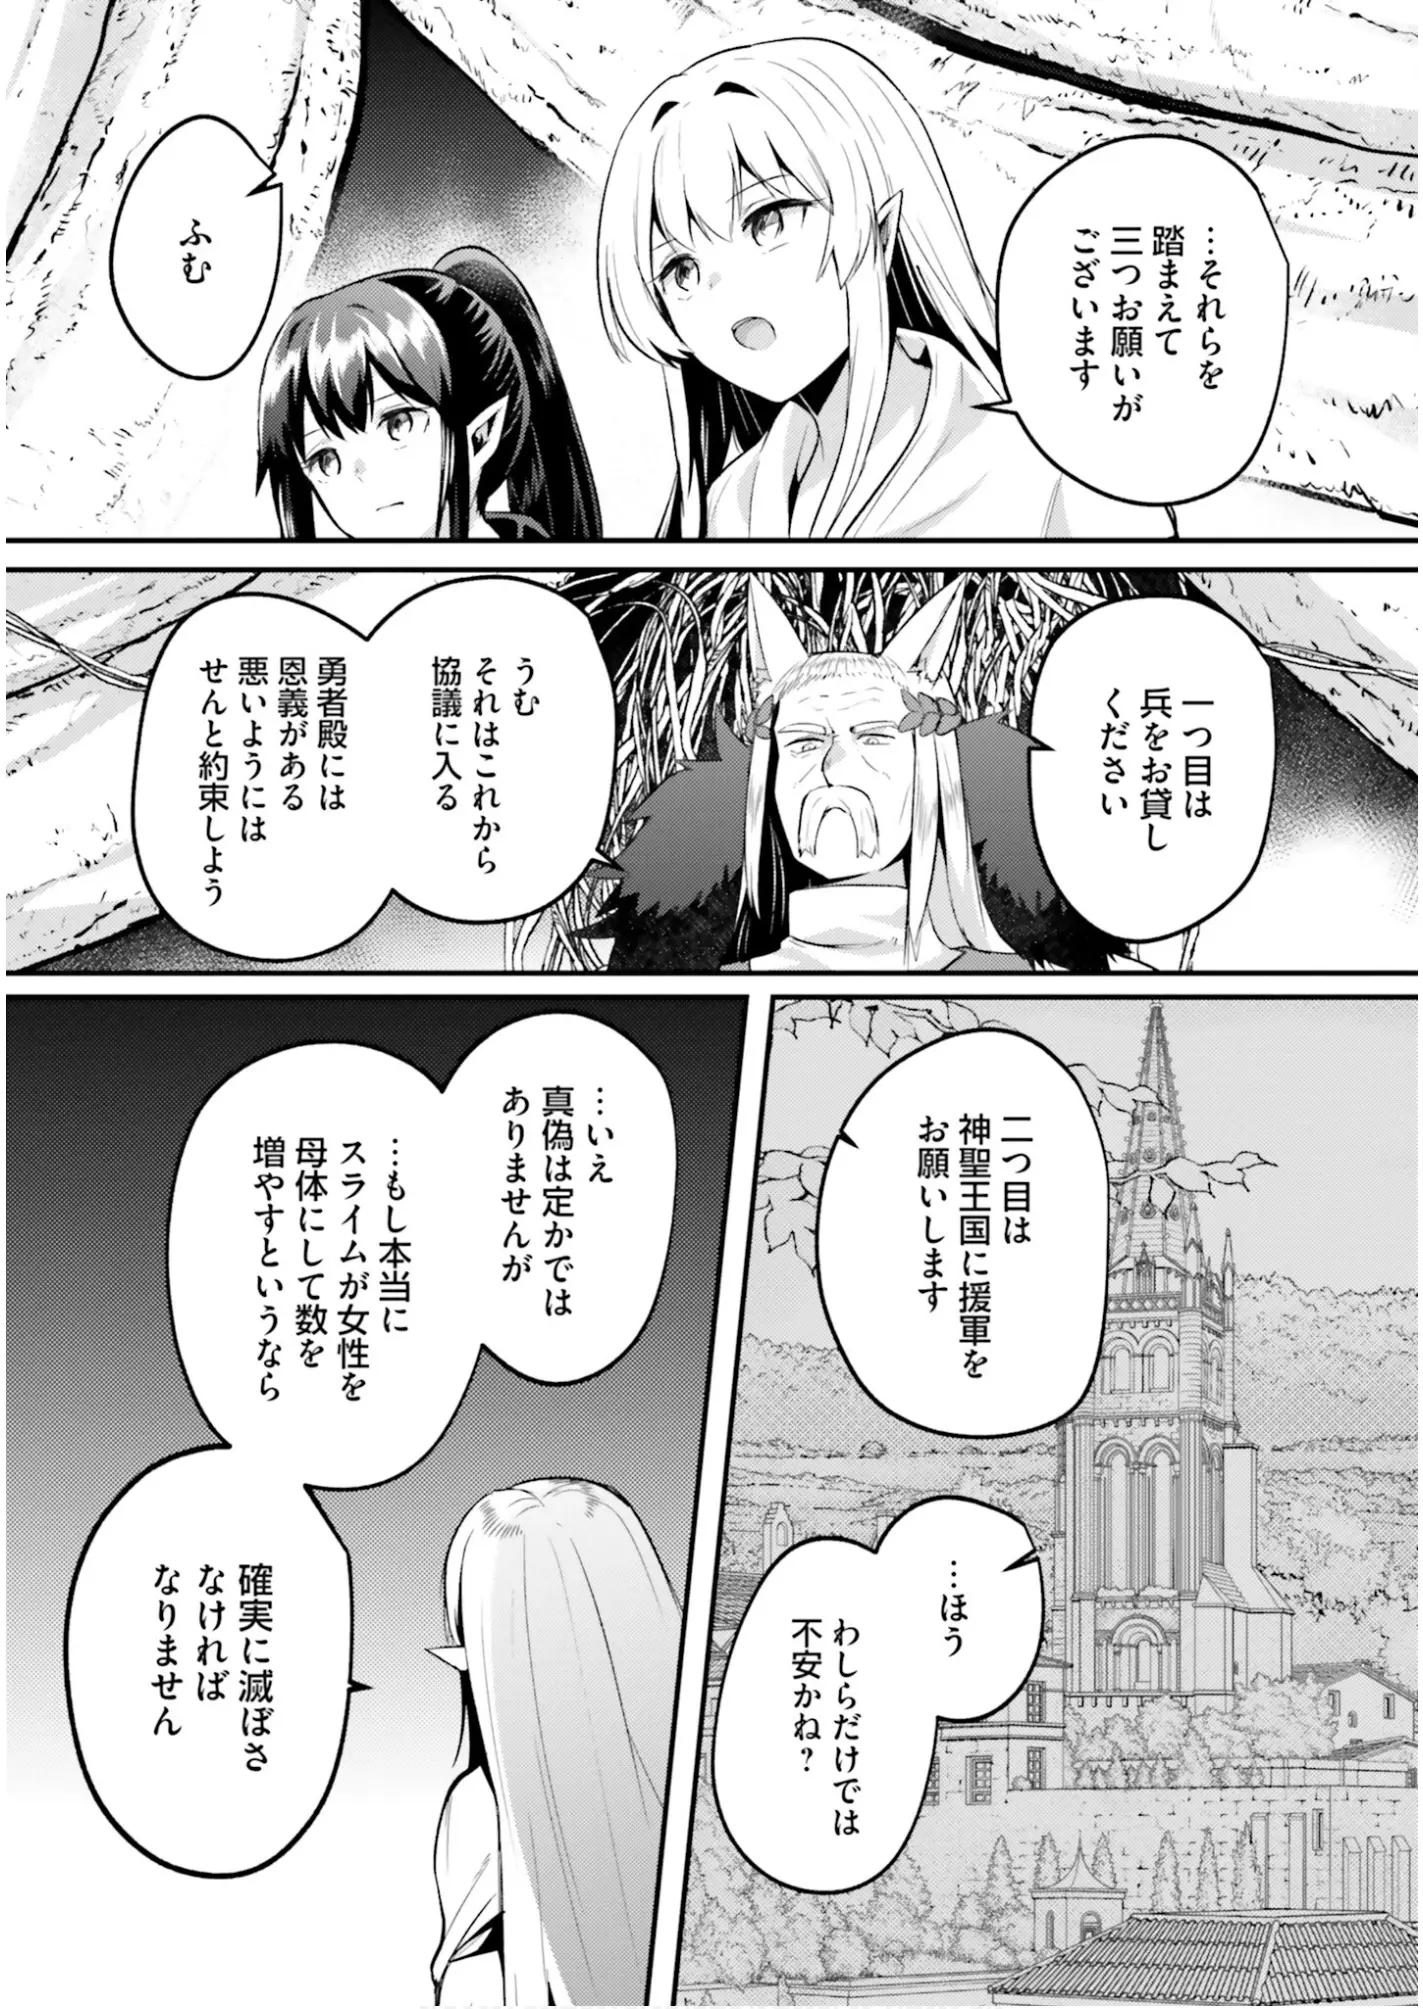 …それらを
踏まえて
三つお願いが
ございます
ふむ
一つ目は
兵をお貸し
ください
うむ
それはこれから
協議に入る
勇者殿には
恩義がある
悪いようには
せんと約束しよう
二つ目は
神聖王国に援軍を
お願いします
…ほう
わしらだけでは
不安かね?
…いえ
真偽は定かでは
ありませんが
…もし本当に
スライムが女性を
母体にして数を
増やすというなら
確実に滅ぼさ
なければ
なりません